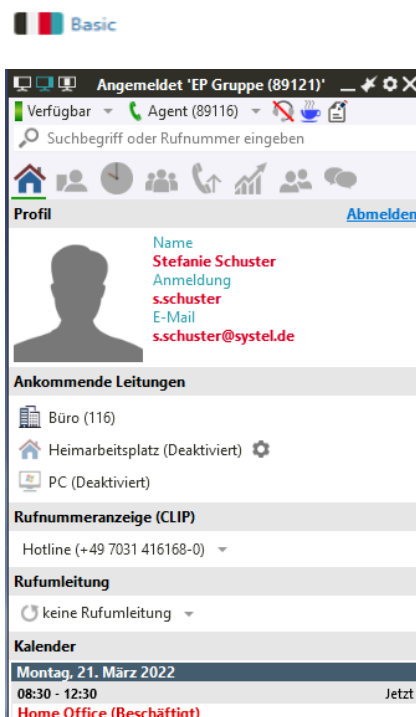 Basic
Angemeldet 'EP Gruppe (89121)'
Verfügbar Agent (89116)
Suchbegriff oder Rufnummer eingeben
Profil Abmelden
Name
Stefanie Schuster
Anmeldung
s.schuster
E-Mail
s.schuster@systel.de
Ankommende Leitungen
Büro (116)
Heimarbeitsplatz (Deaktiviert)
PC (Deaktiviert)
Rufnummeranzeige (CLIP)
Hotline (+49 7031 416168-0)
Rufumleitung
keine Rufumleitung
Kalender
Montag, 21. März 2022
08:30 - 12:30 Jetzt
Home Office (Beschäftigt)